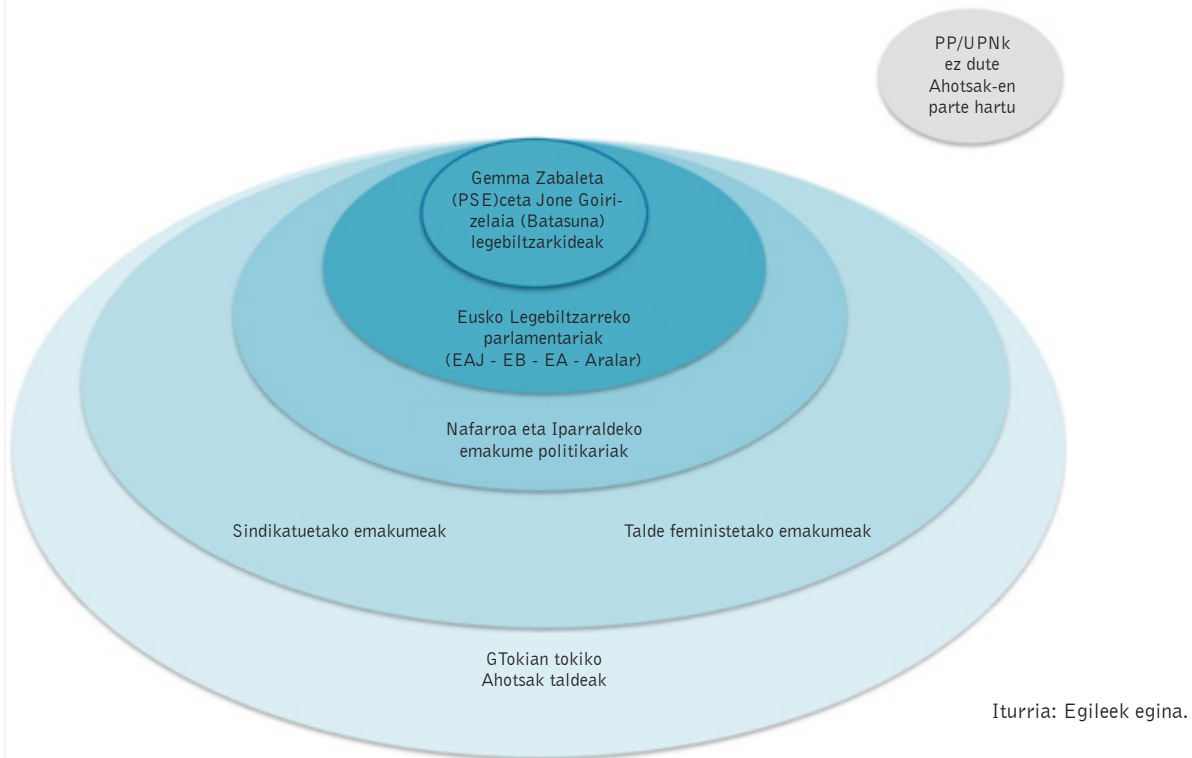 PP/UPNk
ez dute
Ahotsak-en
parte hartu
Gemma Zabaleta
(PSE)ceta Jone Goiri-
zelaia (Batasuna)
legebiltzarkideak
Eusko Legebiltzarreko
parlamentariak
(EAJ - EB - EA - Aralar)
Nafarroa eta Iparraldeko
emakume politikariak
Sindikatuetako emakumeak
Talde feministetako emakumeak
GTokian tokiko
Ahotsak taldeak
Iturria: Egileek egina.